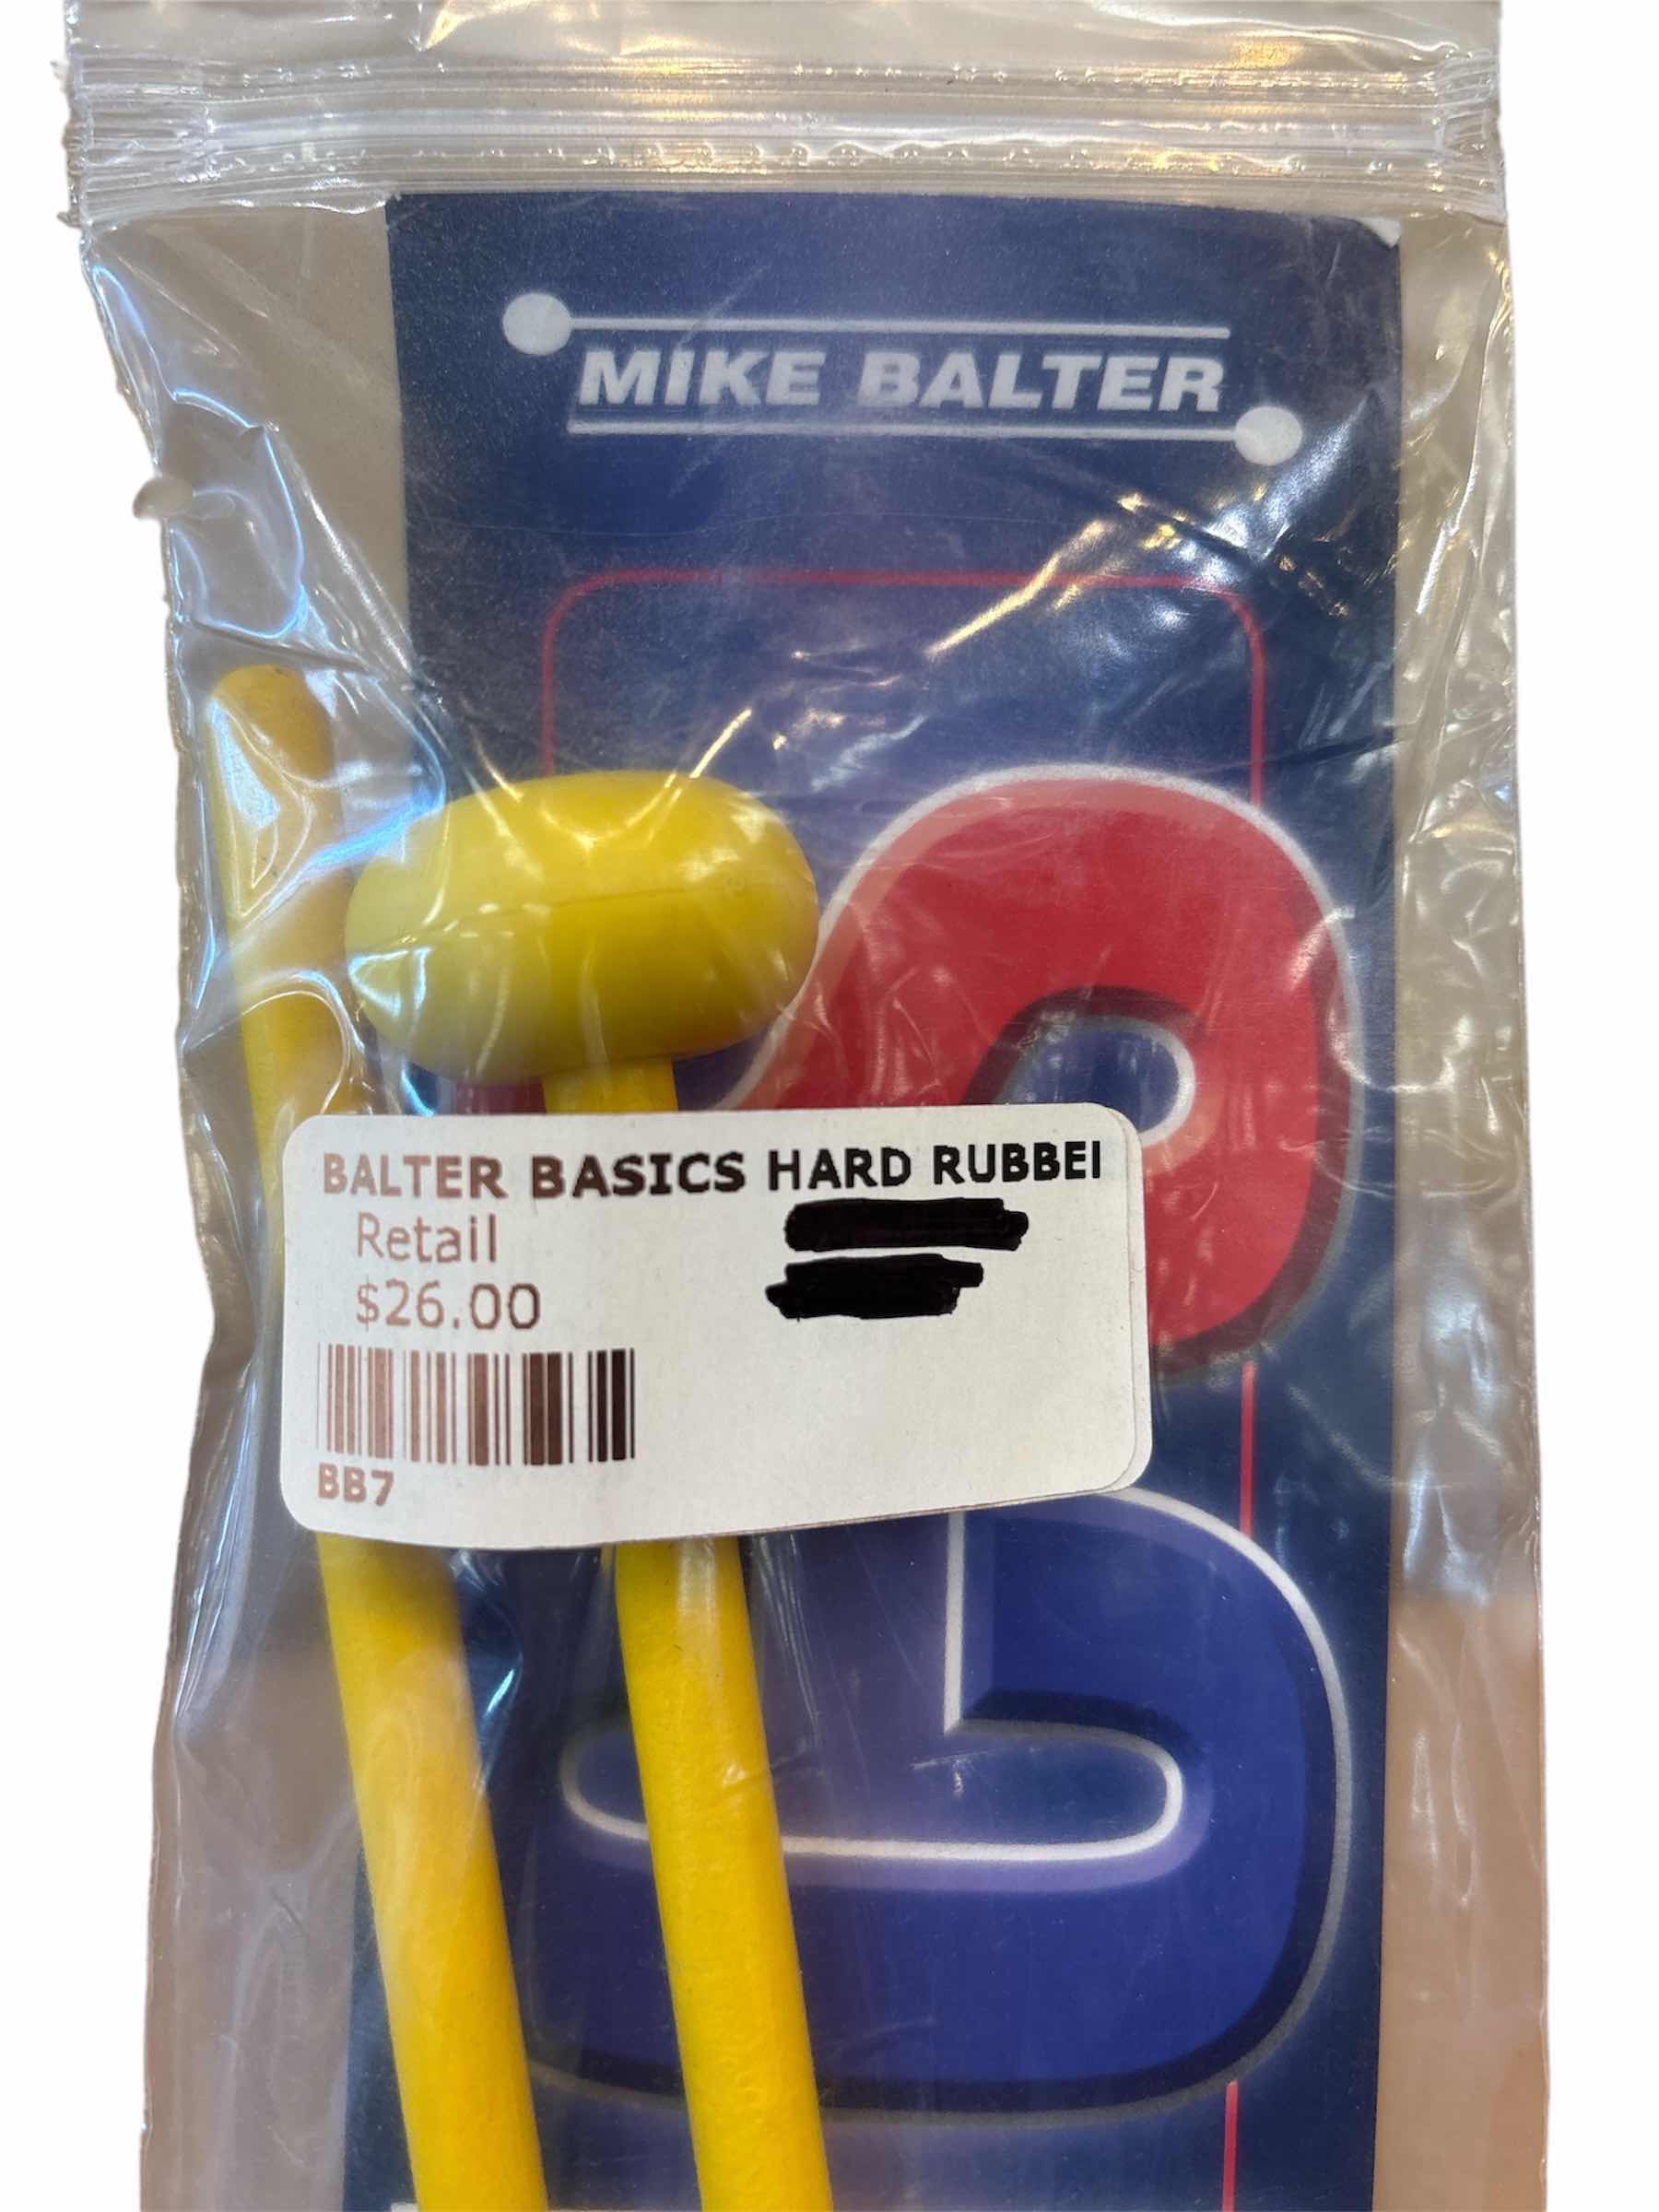 MIKE BALTER
BALTER BASICS HARD RUBBEI
Retail
$26.00
BB7